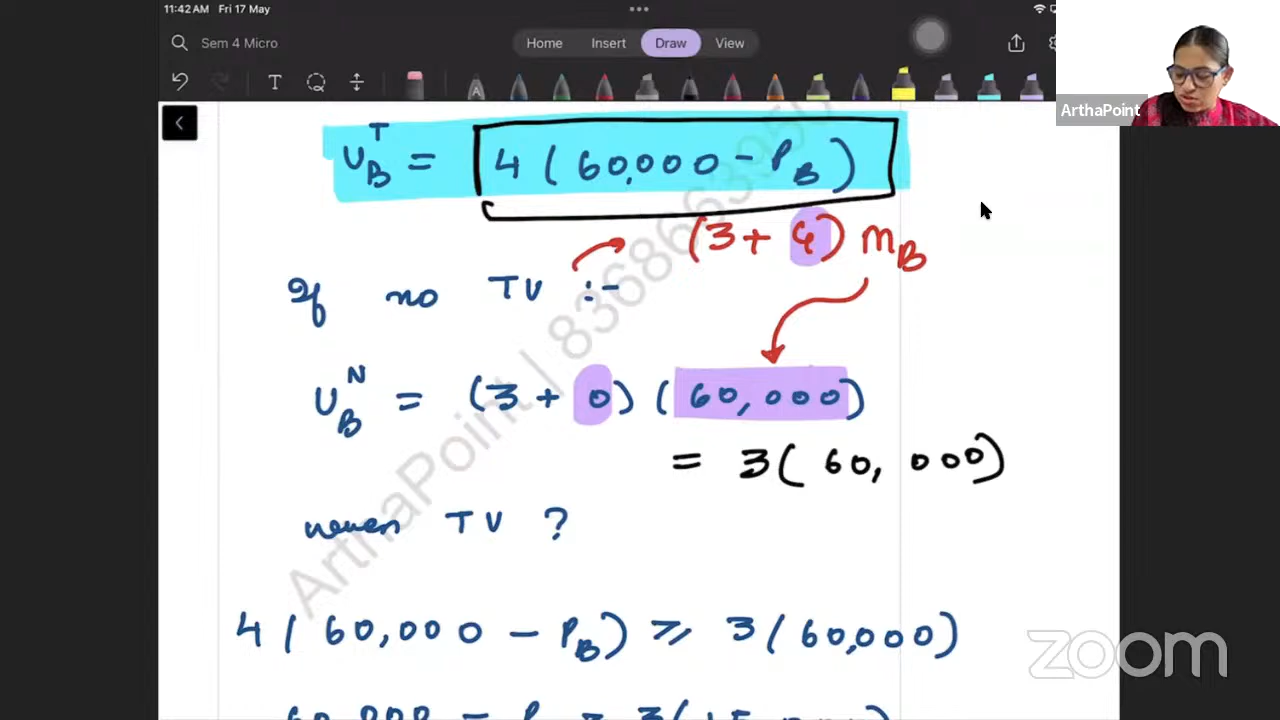 11:42 AM Fri 17 May
Sem 4 Micro
Home Insert Draw View
ArthaPoint
U_B^T = 4 ( 60,000 - P_B )
(3 + G) m_B
If no TV :-
U_B^N = (3 + 0) ( 60,000)
= 3( 60, 000)
TV ?
4 ( 60,000 - P_B) ≥ 3(60,000)
ArthaPoint | 8368663950
zoom